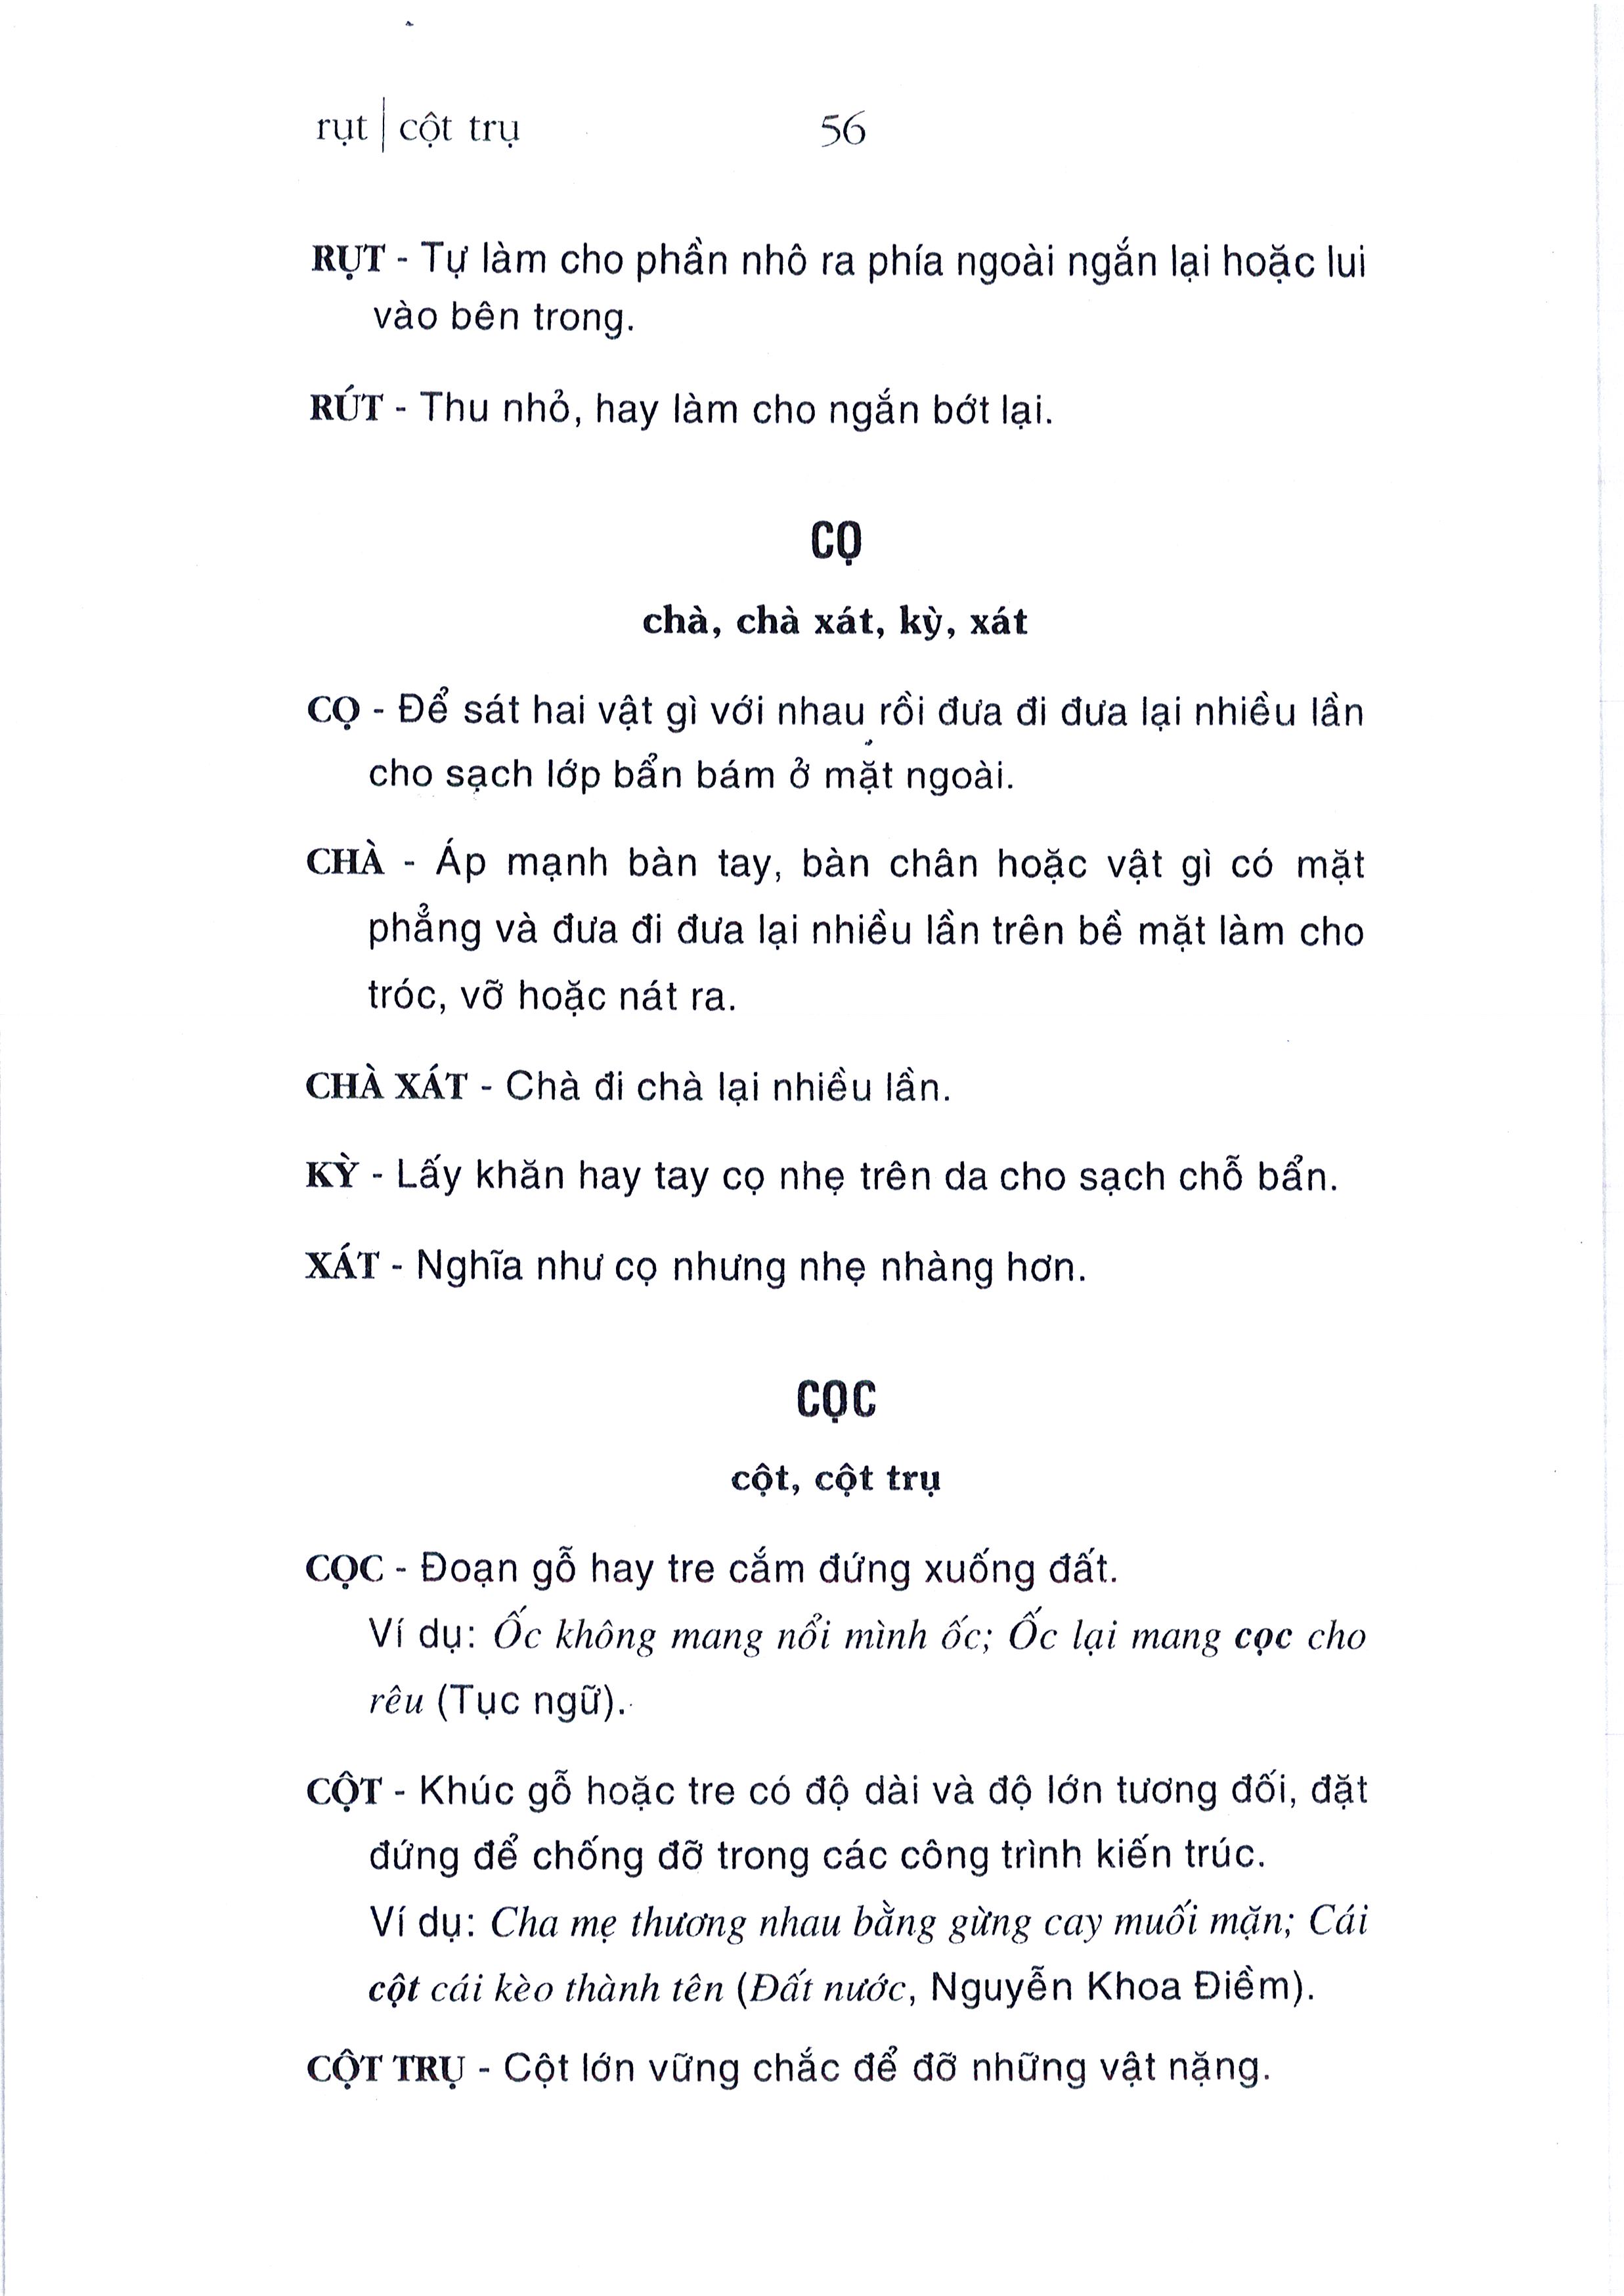 rụt | cột trụ 56
RỤT - Tự làm cho phần nhô ra phía ngoài ngắn lại hoặc lui
vào bên trong.
RÚT - Thu nhỏ, hay làm cho ngắn bớt lại.
CỌ
chà, chà xát, kỳ, xát
CỌ - Để sát hai vật gì với nhau rồi đưa đi đưa lại nhiều lần
cho sạch lớp bẩn bám ở mặt ngoài.
CHÀ - Áp mạnh bàn tay, bàn chân hoặc vật gì có mặt
phẳng và đưa đi đưa lại nhiều lần trên bề mặt làm cho
tróc, vỡ hoặc nát ra.
CHÀ XÁT - Chà đi chà lại nhiều lần.
KỲ - Lấy khăn hay tay cọ nhẹ trên da cho sạch chỗ bẩn.
XÁT - Nghĩa như cọ nhưng nhẹ nhàng hơn.
CỌC
cột, cột trụ
CỌC - Đoạn gỗ hay tre cắm đứng xuống đất.
Ví dụ: Ốc không mang nổi mình ốc; Ốc lại mang cọc cho
rêu (Tục ngữ).
CỘT - Khúc gỗ hoặc tre có độ dài và độ lớn tương đối, đặt
đứng để chống đỡ trong các công trình kiến trúc.
Ví dụ: Cha mẹ thương nhau bằng gừng cay muối mặn; Cái
cột cái kèo thành tên (Đất nước, Nguyễn Khoa Điềm).
CỘT TRỤ - Cột lớn vững chắc để đỡ những vật nặng.